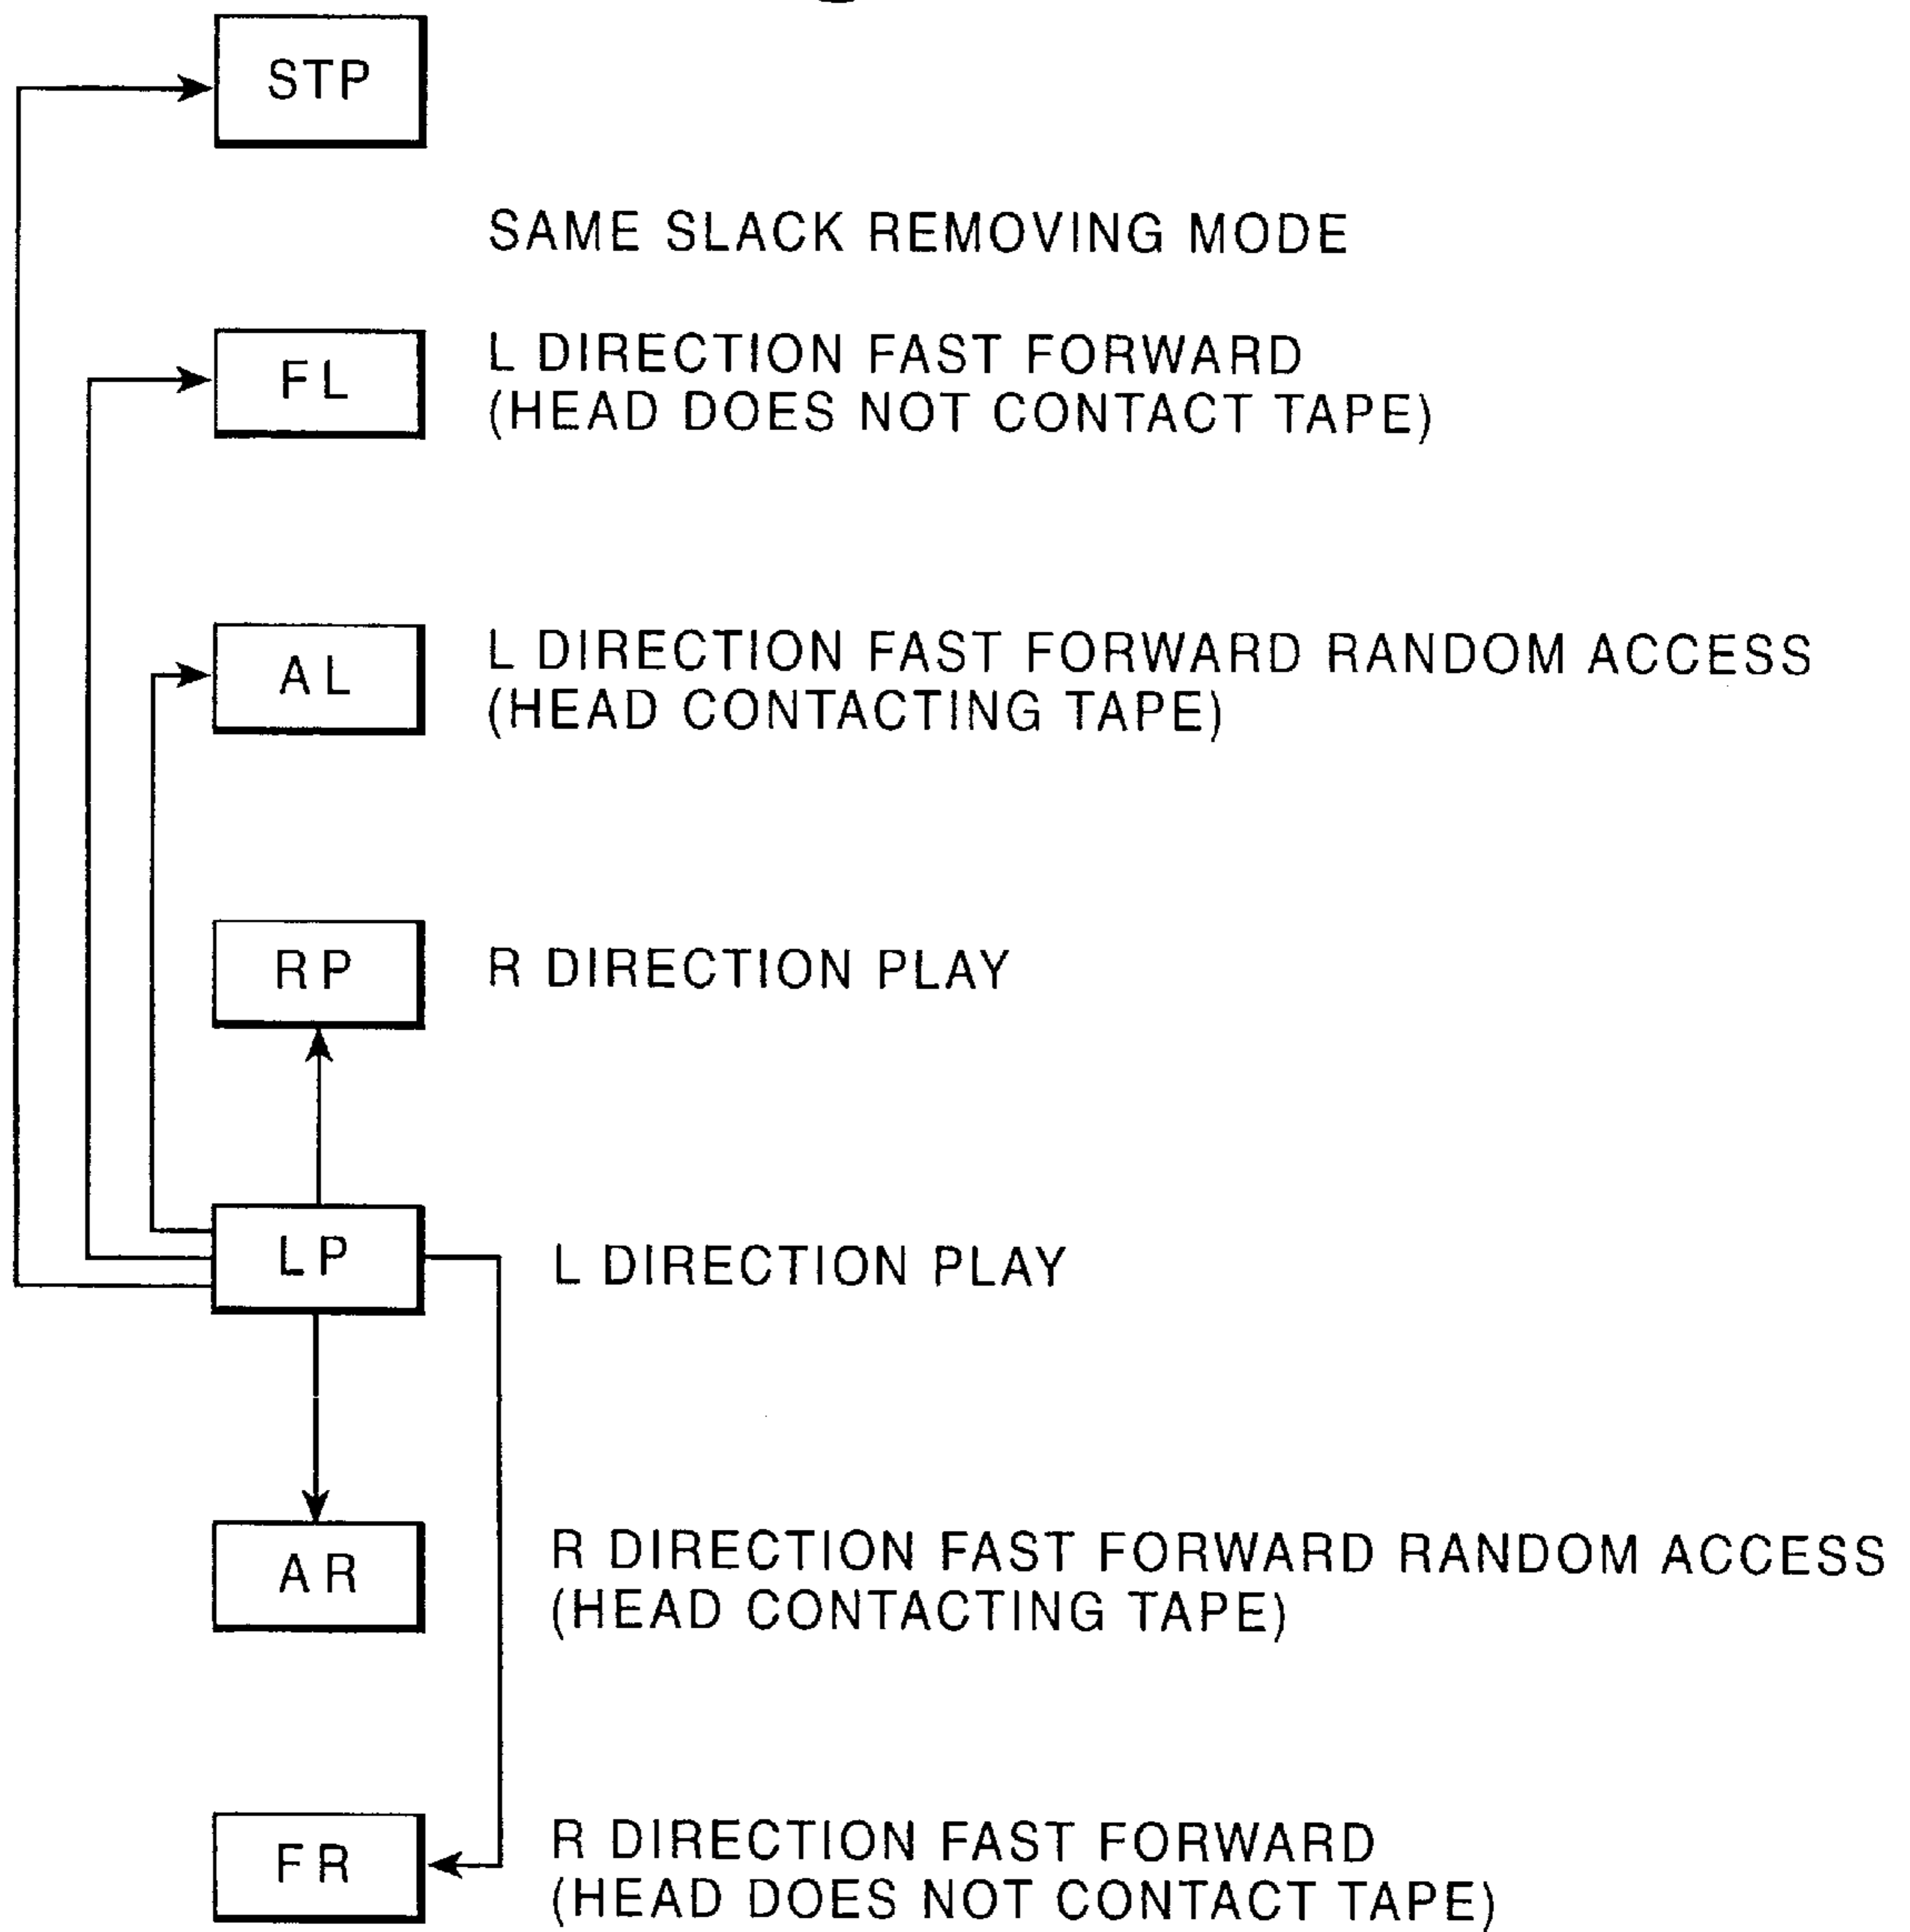 STP
SAME SLACK REMOVING MODE
FL
L DIRECTION FAST FORWARD
(HEAD DOES NOT CONTACT TAPE)
AL
L DIRECTION FAST FORWARD RANDOM ACCESS
(HEAD CONTACTING TAPE)
RP
R DIRECTION PLAY
LP
L DIRECTION PLAY
AR
R DIRECTION FAST FORWARD RANDOM ACCESS
(HEAD CONTACTING TAPE)
FR
R DIRECTION FAST FORWARD
(HEAD DOES NOT CONTACT TAPE)